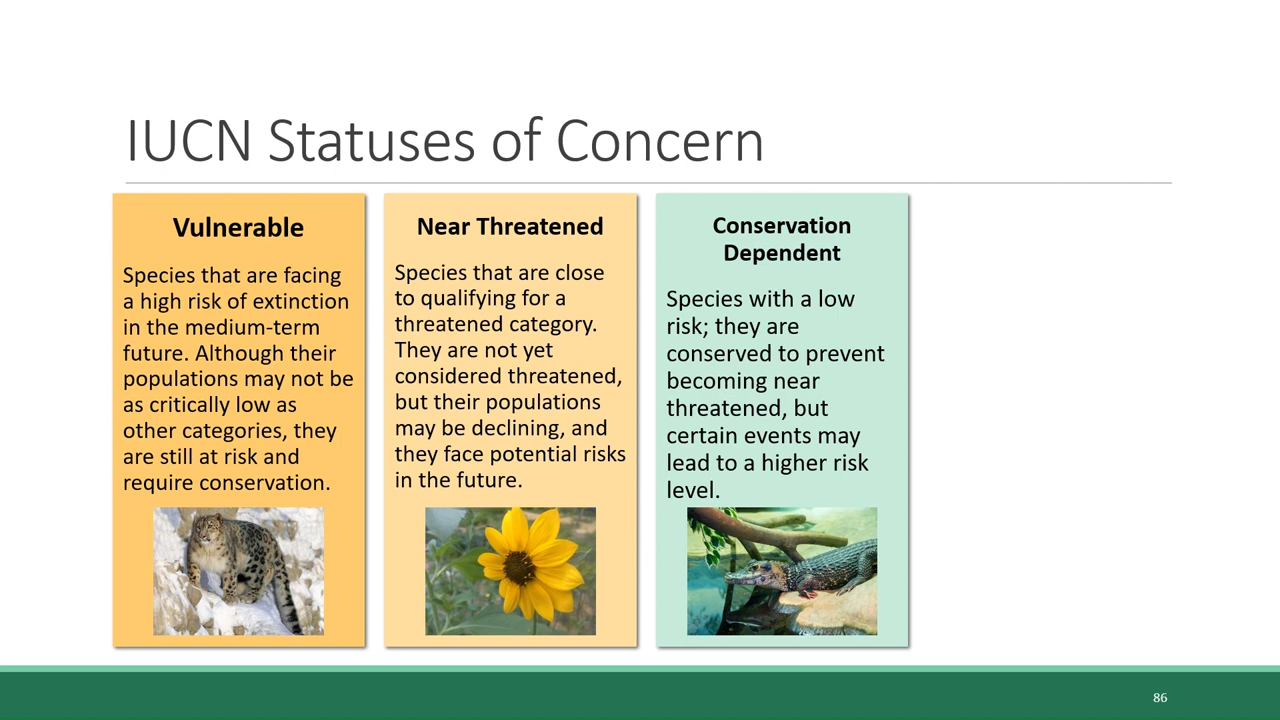 IUCN Statuses of Concern
Vulnerable
Species that are facing
a high risk of extinction
in the medium-term
future. Although their
populations may not be
as critically low as
other categories, they
are still at risk and
require conservation.
Near Threatened
Species that are close
to qualifying for a
threatened category.
They are not yet
considered threatened,
but their populations
may be declining, and
they face potential risks
in the future.
Conservation
Dependent
Species with a low
risk; they are
conserved to prevent
becoming near
threatened, but
certain events may
lead to a higher risk
level.
86